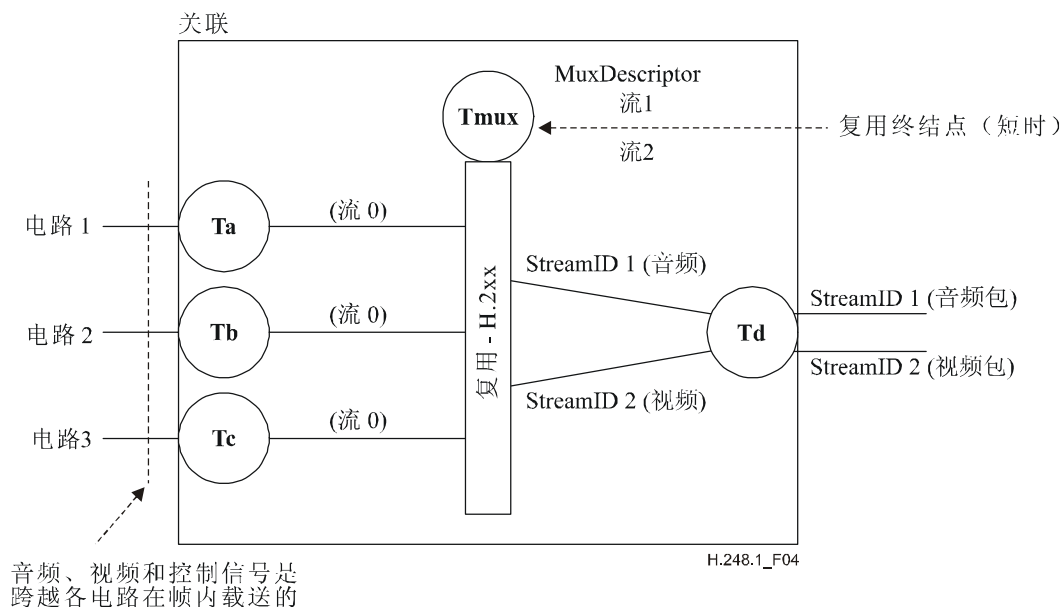 关联
MuxDescriptor
流1
Tmux
复用终结点（短时）
流2
电路 1
Ta
(流 0)
StreamID 1 (音频)
StreamID 1 (音频包)
电路 2
Tb
(流 0)
复用 - H.2xx
Td
StreamID 2 (视频包)
StreamID 2 (视频)
电路3
Tc
(流 0)
H.248.1_F04
音频、视频和控制信号是
跨越各电路在帧内载送的